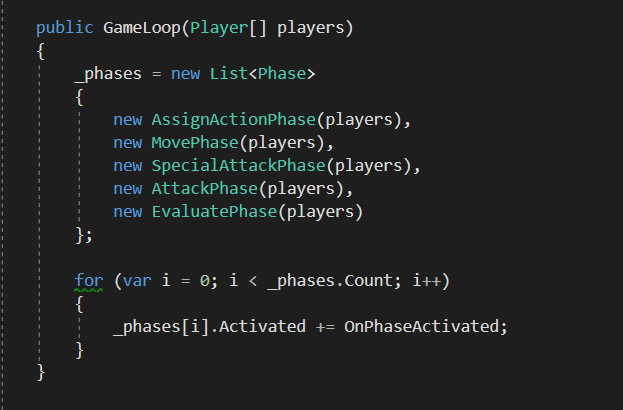 public GameLoop(Player[] players)
{
_phases = new List<Phase>
{
new AssignActionPhase(players),
new MovePhase(players),
new SpecialAttackPhase(players),
new AttackPhase(players),
new EvaluatePhase(players)
};
for (var i = 0; i < _phases.Count; i++)
{
_phases[i].Activated += OnPhaseActivated;
}
}